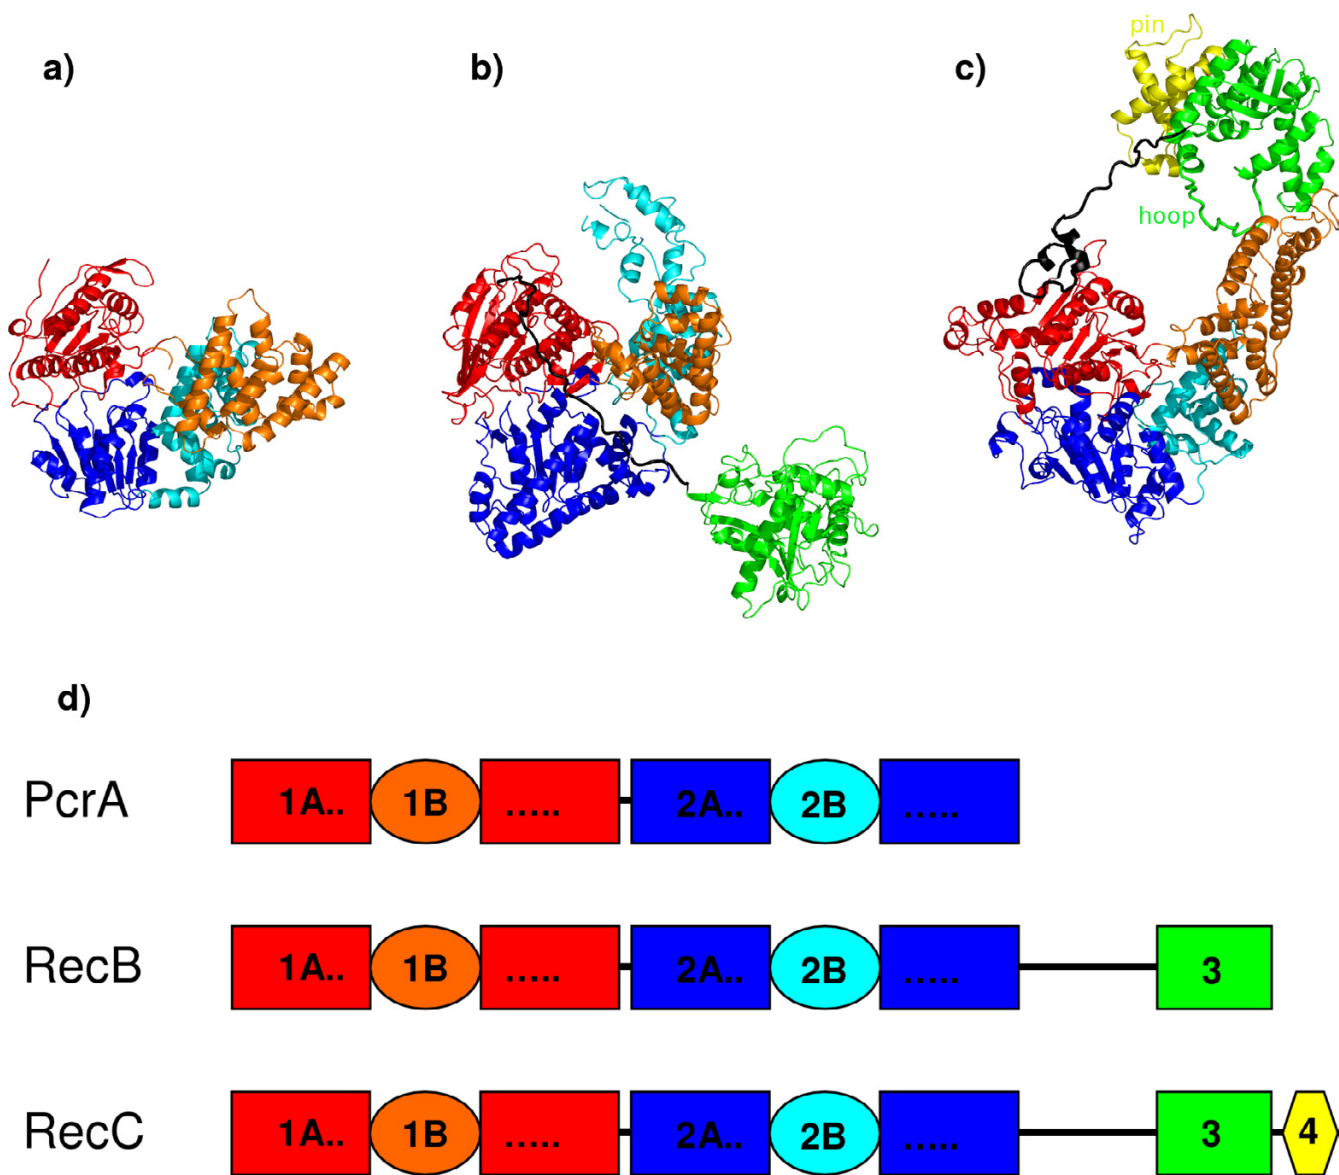 a)
b)
c)
pin
hoop
d)
PcrA 1A.. 1B ..... 2A.. 2B .....
RecB 1A.. 1B ..... 2A.. 2B ..... 3
RecC 1A.. 1B ..... 2A.. 2B ..... 3 4